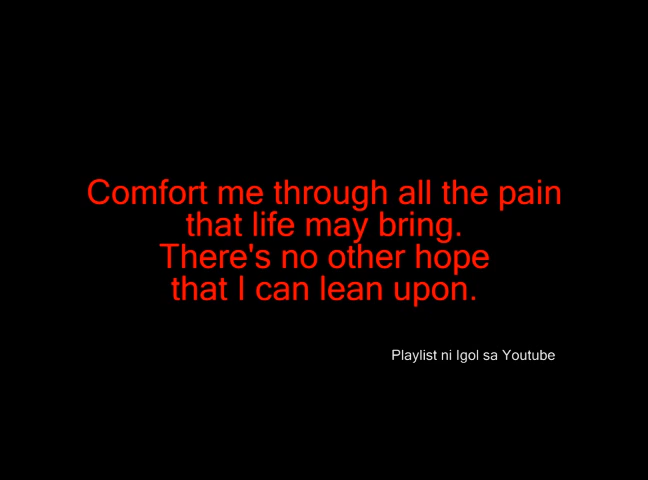 Comfort me through all the pain
that life may bring.
There's no other hope
that I can lean upon.
Playlist ni Igol sa Youtube